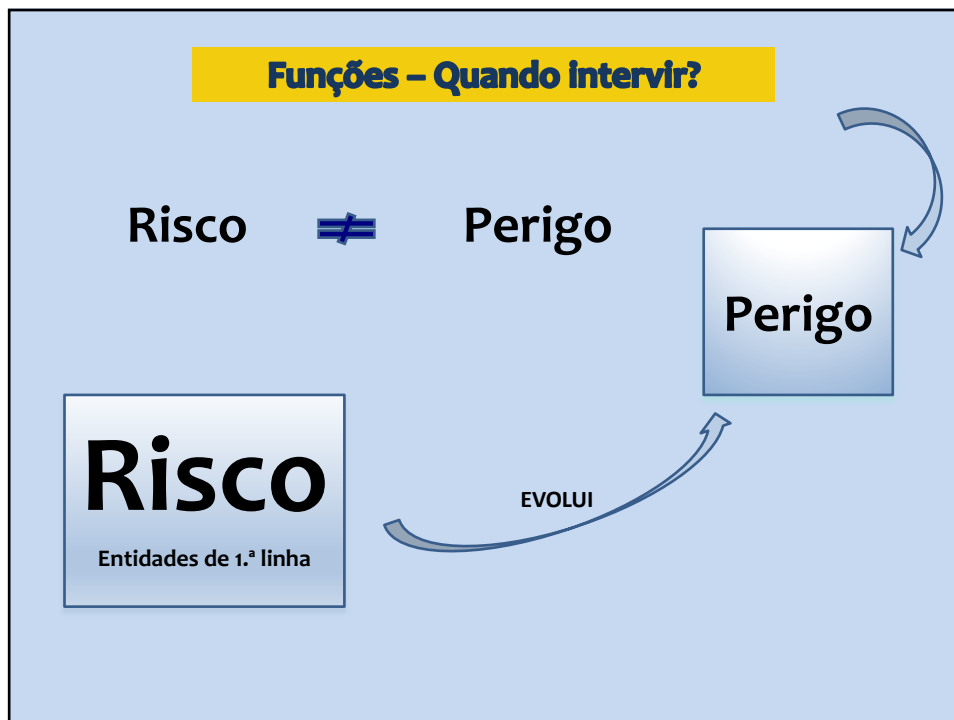 Funções – Quando intervir?
Risco ≠ Perigo
Perigo
Risco
Entidades de 1.ª linha
EVOLUI